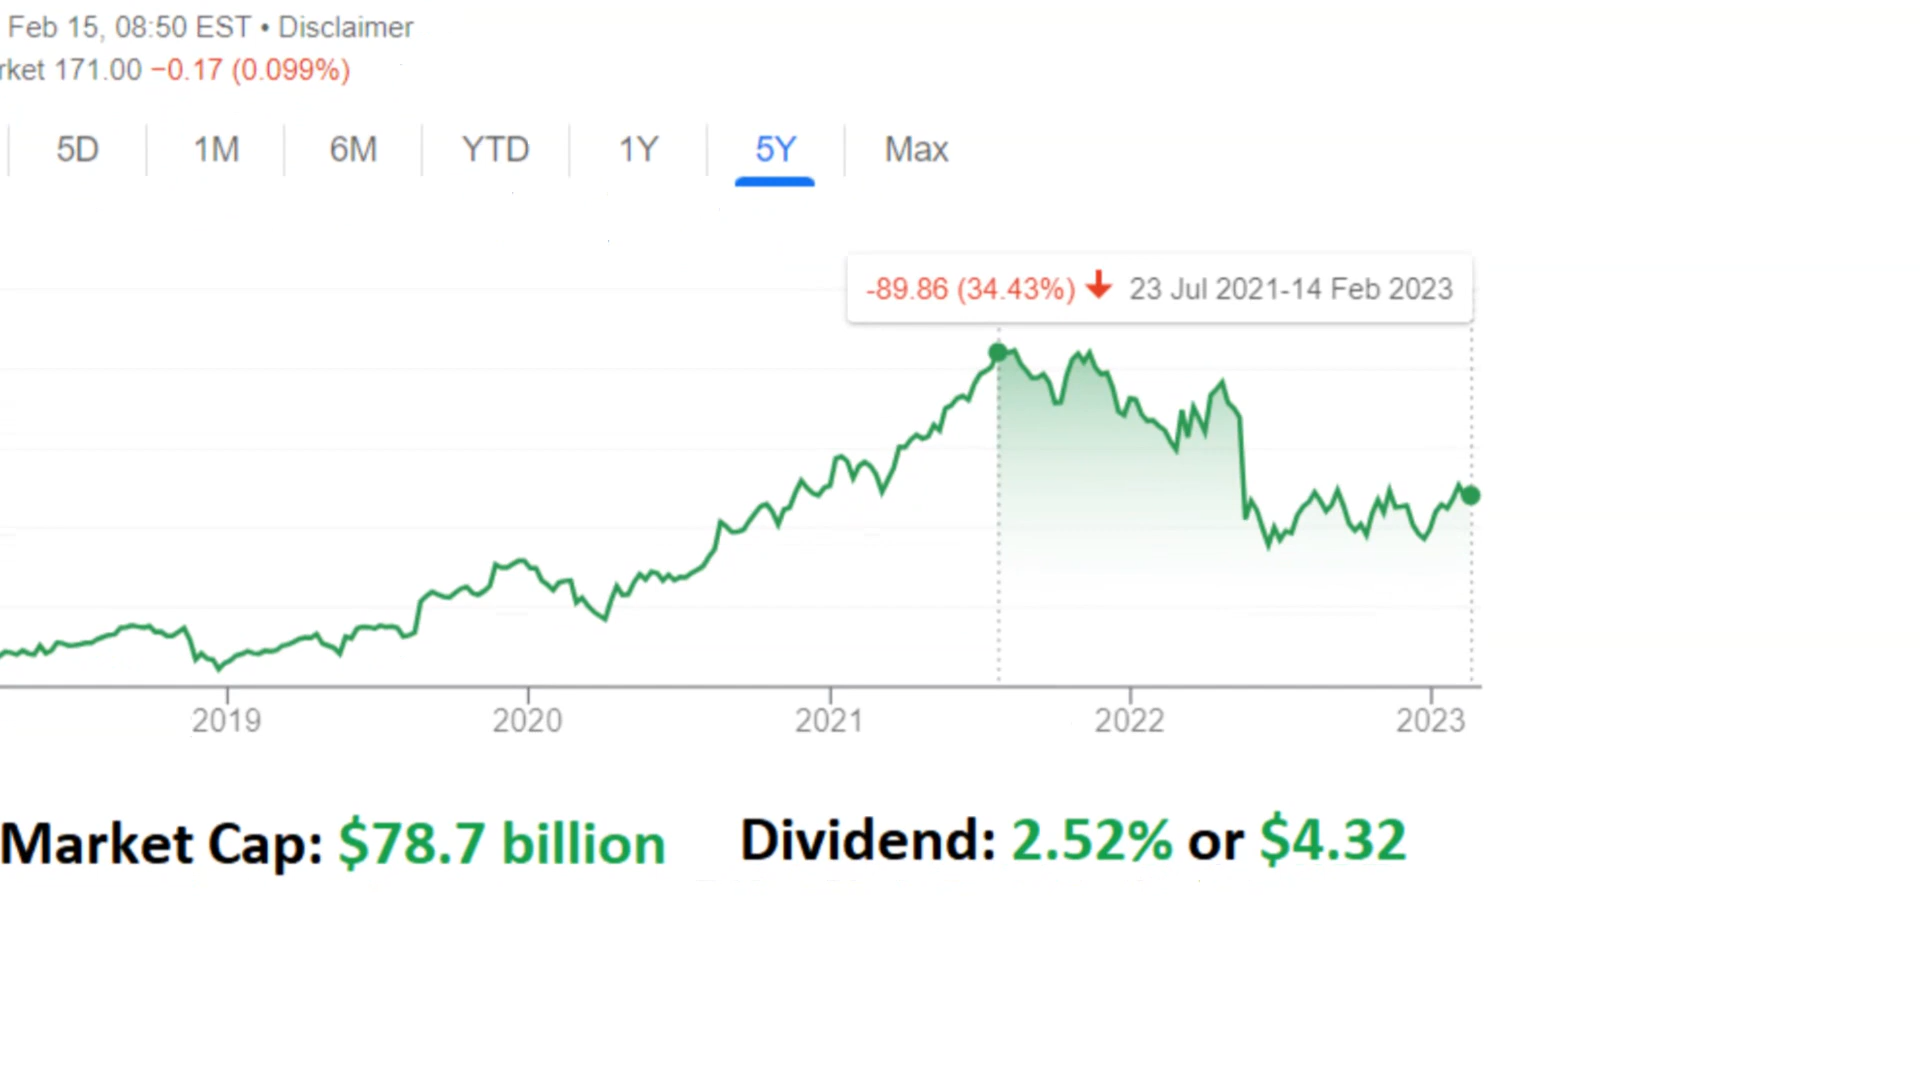 Feb 15, 08:50 EST • Disclaimer
rket 171.00 −0.17 (0.099%)
5D 1M 6M YTD 1Y 5Y Max
-89.86 (34.43%) 23 Jul 2021-14 Feb 2023
2019 2020 2021 2022 2023
Market Cap: $78.7 billion Dividend: 2.52% or $4.32